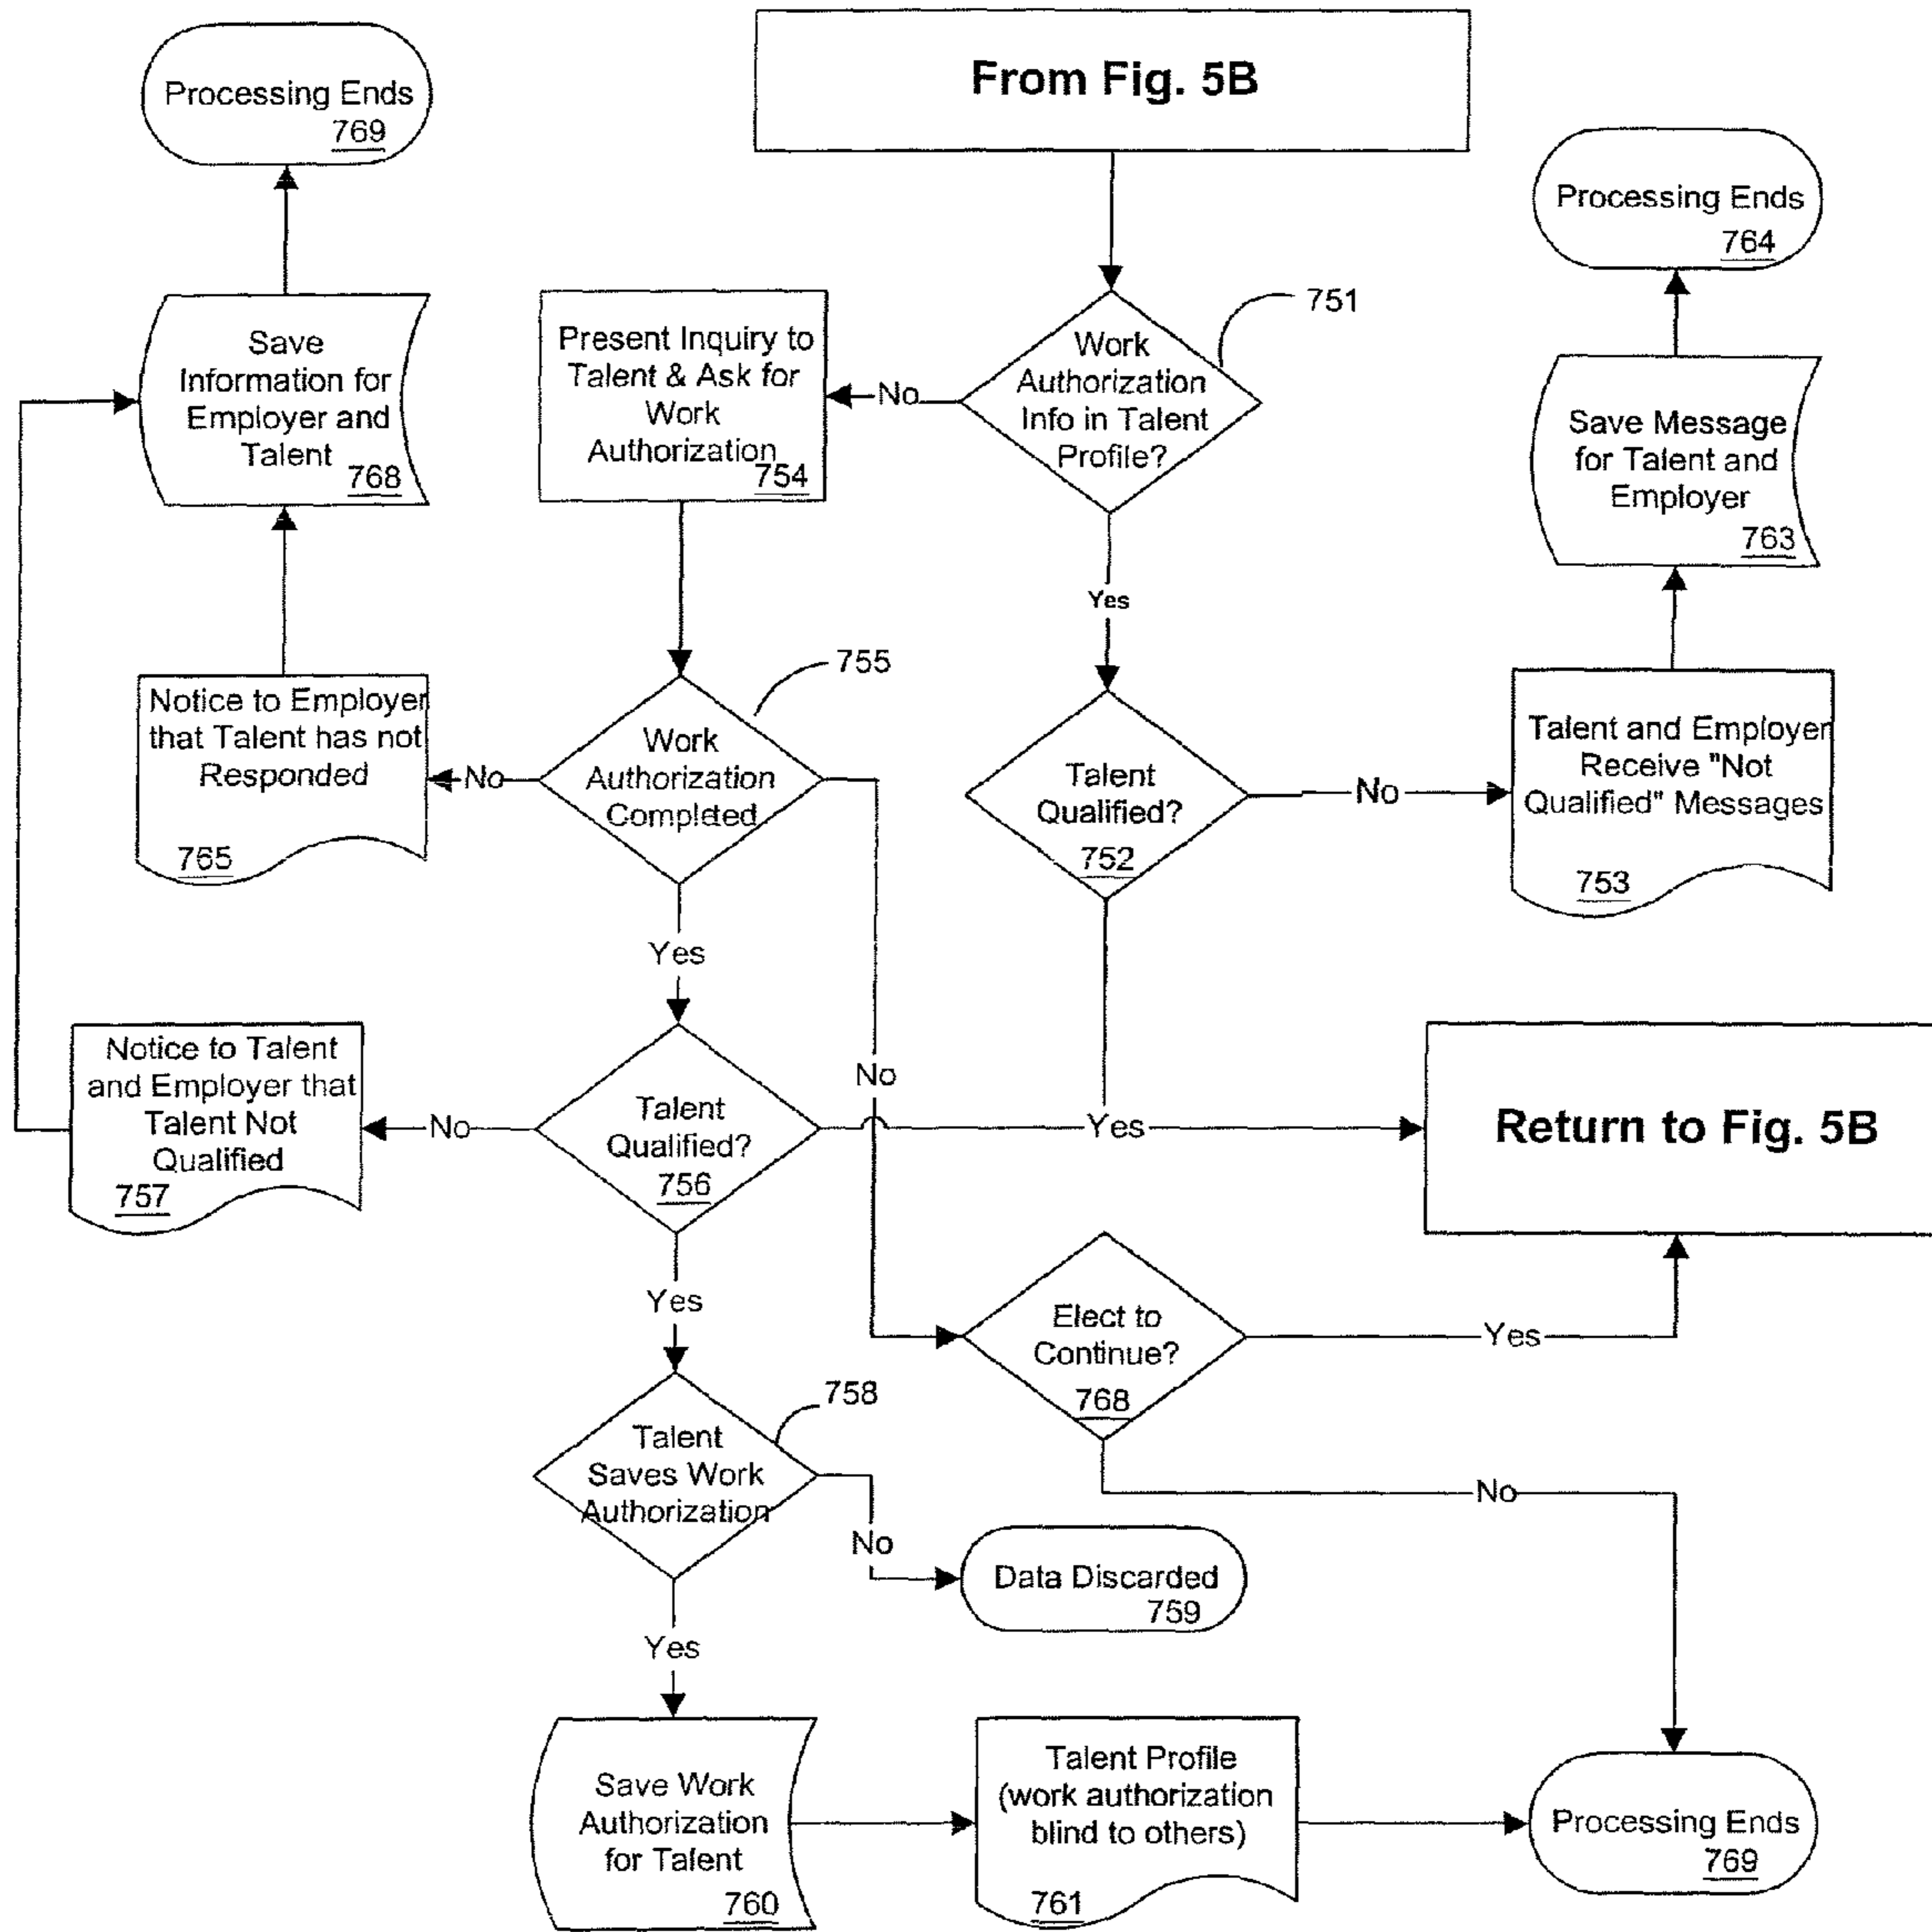 From Fig. 5B
Processing Ends
769
Processing Ends
764
751
Work
Authorization
Info in Talent
Profile?
No
Present Inquiry to
Talent & Ask for
Work
Authorization
754
Save
Information for
Employer and
Talent
768
Save Message
for Talent and
Employer
763
Yes
755
Notice to Employer
that Talent has not
Responded
765
No
Work
Authorization
Completed
Talent
Qualified?
752
No
Talent and Employer
Receive "Not
Qualified" Messages
753
Yes
No
Notice to Talent
and Employer that
Talent Not
Qualified
757
No
Talent
Qualified?
756
Yes
Return to Fig. 5B
Yes
Elect to
Continue?
768
Yes
758
Talent
Saves Work
Authorization
No
No
Data Discarded
759
Yes
Save Work
Authorization
for Talent
760
Talent Profile
(work authorization
blind to others)
761
Processing Ends
769